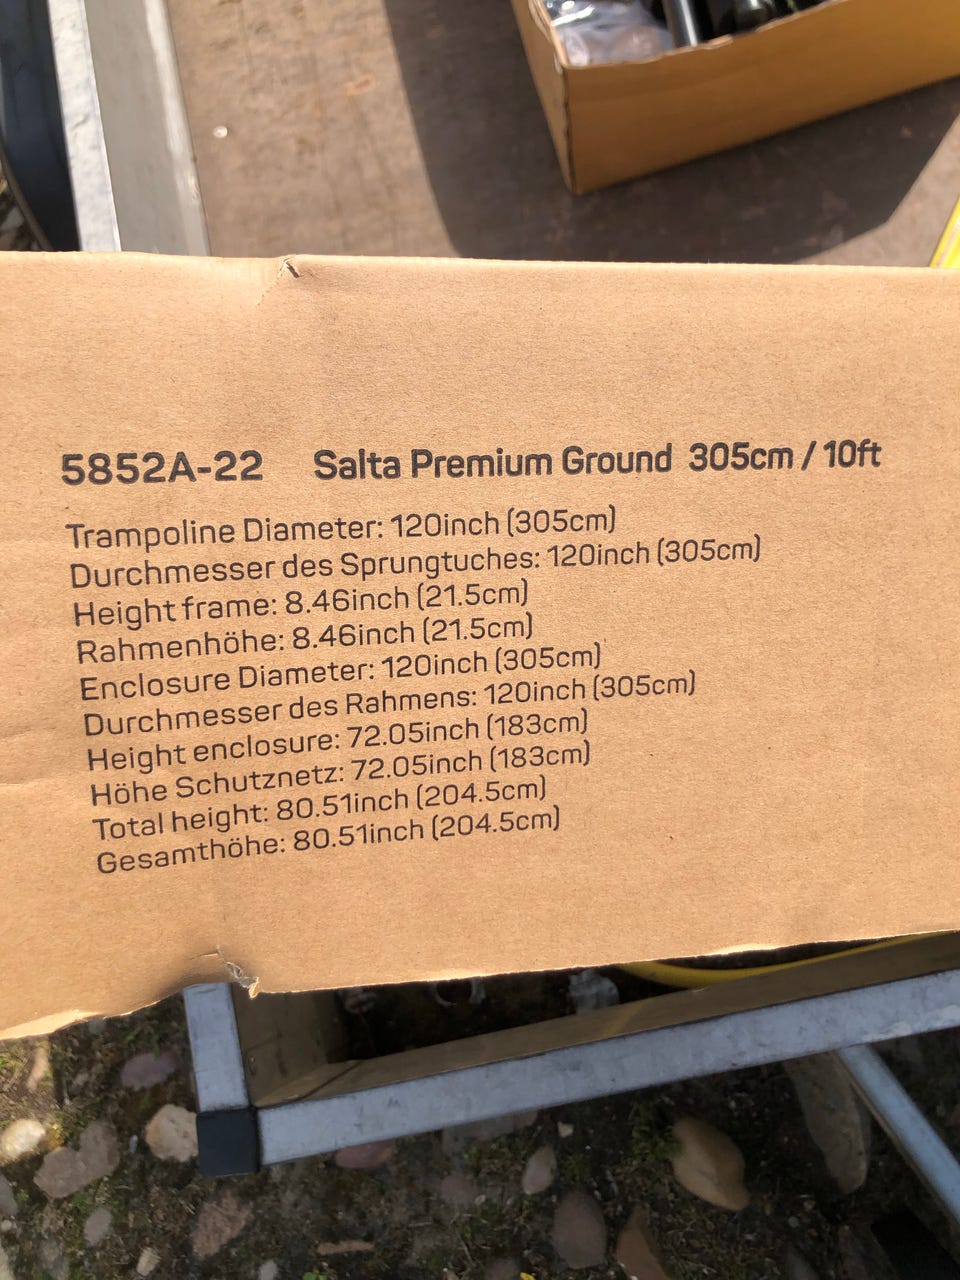 5852A-22 Salta Premium Ground 305cm / 10ft
Trampoline Diameter: 120inch (305cm)
Durchmesser des Sprungtuches: 120inch (305cm)
Height frame: 8.46inch (21.5cm)
Rahmenhöhe: 8.46inch (21.5cm)
Enclosure Diameter: 120inch (305cm)
Durchmesser des Rahmens: 120inch (305cm)
Height enclosure: 72.05inch (183cm)
Höhe Schutznetz: 72.05inch (183cm)
Total height: 80.51inch (204.5cm)
Gesamthöhe: 80.51inch (204.5cm)